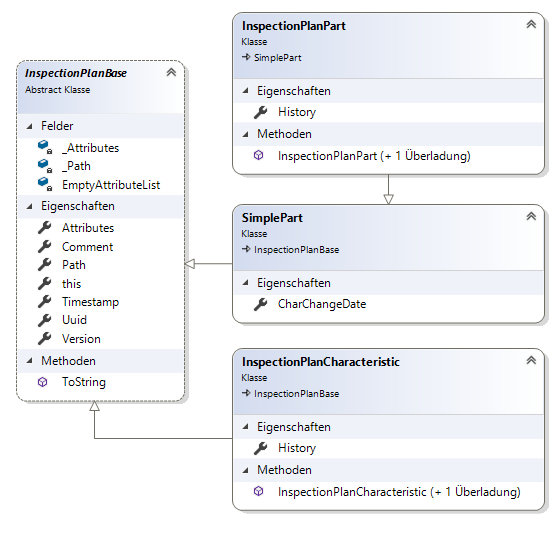 InspectionPlanBase
Abstract Klasse
Felder
_Attributes
_Path
EmptyAttributeList
Eigenschaften
Attributes
Comment
Path
this
Timestamp
Uuid
Version
Methoden
ToString
InspectionPlanPart
Klasse
SimplePart
Eigenschaften
History
Methoden
InspectionPlanPart (+ 1 Überladung)
SimplePart
Klasse
InspectionPlanBase
Eigenschaften
CharChangeDate
InspectionPlanCharacteristic
Klasse
InspectionPlanBase
Eigenschaften
History
Methoden
InspectionPlanCharacteristic (+ 1 Überladung)